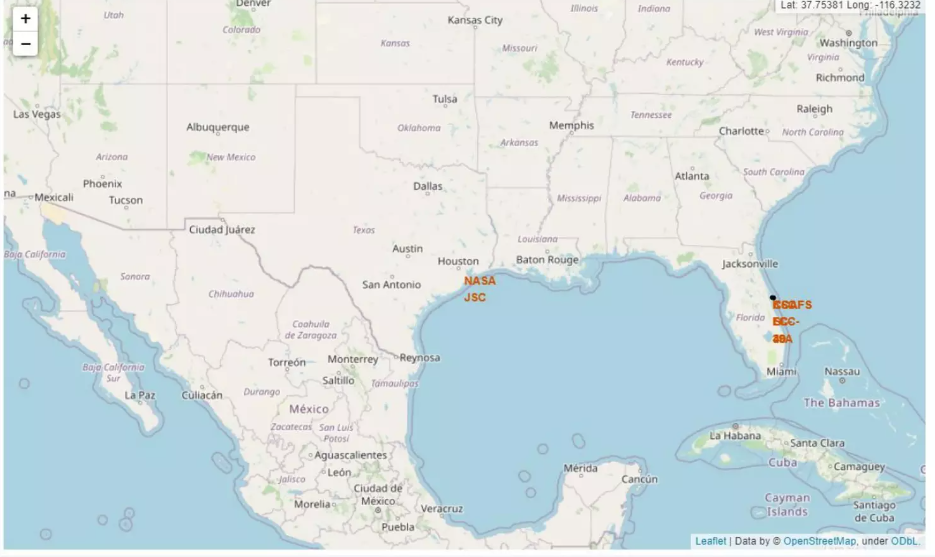 Denver
Utah
Colorado
Kansas City
Illinois
Indiana
Lat: 37.75381 Long: -116.3232
+
−
Kansas
Missouri
West Virginia
Washington
Virginia
Kentucky
Richmond
Las Vegas
Tulsa
Raleigh
Albuquerque
Oklahoma
Memphis
Tennessee
Charlotte
North Carolina
Arkansas
Arizona
New Mexico
Phoenix
Dallas
Atlanta
South Carolina
Mexicali
Tucson
Mississippi
Alabama
Georgia
Ciudad Juárez
Texas
Austin
Louisiana
Baja California
Houston
Baton Rouge
Jacksonville
Sonora
San Antonio
NASA
JSC
Chihuahua
Florida
Coahuila
de Zaragoza
Torreón
Monterrey
Reynosa
Baja California
Sur
Saltillo
Tamaulipas
Miami
Nassau
La Paz
Culiacán
Durango
The Bahamas
México
Zacatecas
San Luis
Potosí
La Habana
Santa Clara
Aguascalientes
Cuba
León
Mérida
Camaguey
Jalisco
Cancún
Ciudad de
México
Morelia
Veracruz
Cayman
Islands
Santiago
de Cuba
Puebla
Leaflet | Data by © OpenStreetMap, under ODbL.